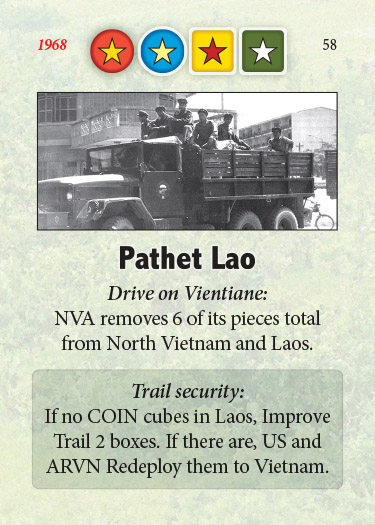 1968 58
Pathet Lao
Drive on Vientiane:
NVA removes 6 of its pieces total
from North Vietnam and Laos.
Trail security:
If no COIN cubes in Laos, Improve
Trail 2 boxes. If there are, US and
ARVN Redeploy them to Vietnam.